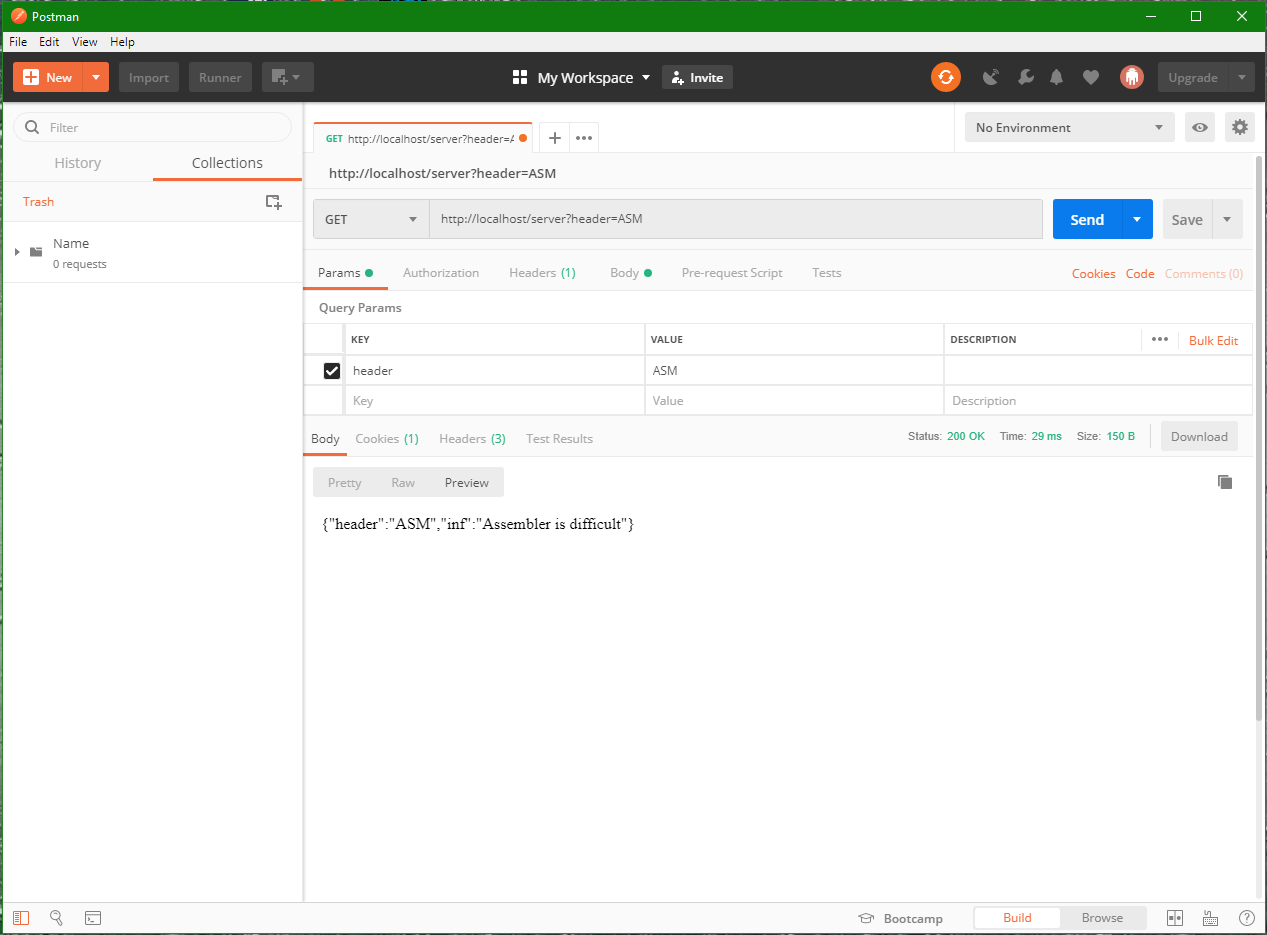 Postman
File Edit View Help
New Import Runner My Workspace Invite Upgrade
Filter
History Collections
Trash
Name
0 requests
GET http://localhost/server?header=A
No Environment
http://localhost/server?header=ASM
GET http://localhost/server?header=ASM Send Save
Params Authorization Headers (1) Body Pre-request Script Tests Cookies Code Comments (0)
Query Params
KEY VALUE DESCRIPTION Bulk Edit
header ASM
Key Value Description
Body Cookies (1) Headers (3) Test Results Status: 200 OK Time: 29 ms Size: 150 B Download
Pretty Raw Preview
{"header":"ASM","inf":"Assembler is difficult"}
Bootcamp Build Browse